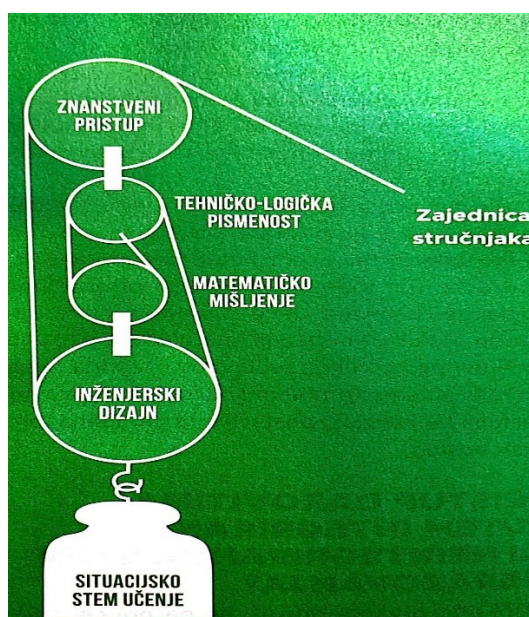 ZNANSTVENI
PRISTUP
TEHNIČKO-LOGIČKA
PISMENOST
Zajednica
stručnjaka
MATEMATIČKO
MIŠLJENJE
INŽENJERSKI
DIZAJN
SITUACIJSKO
STEM UČENJE